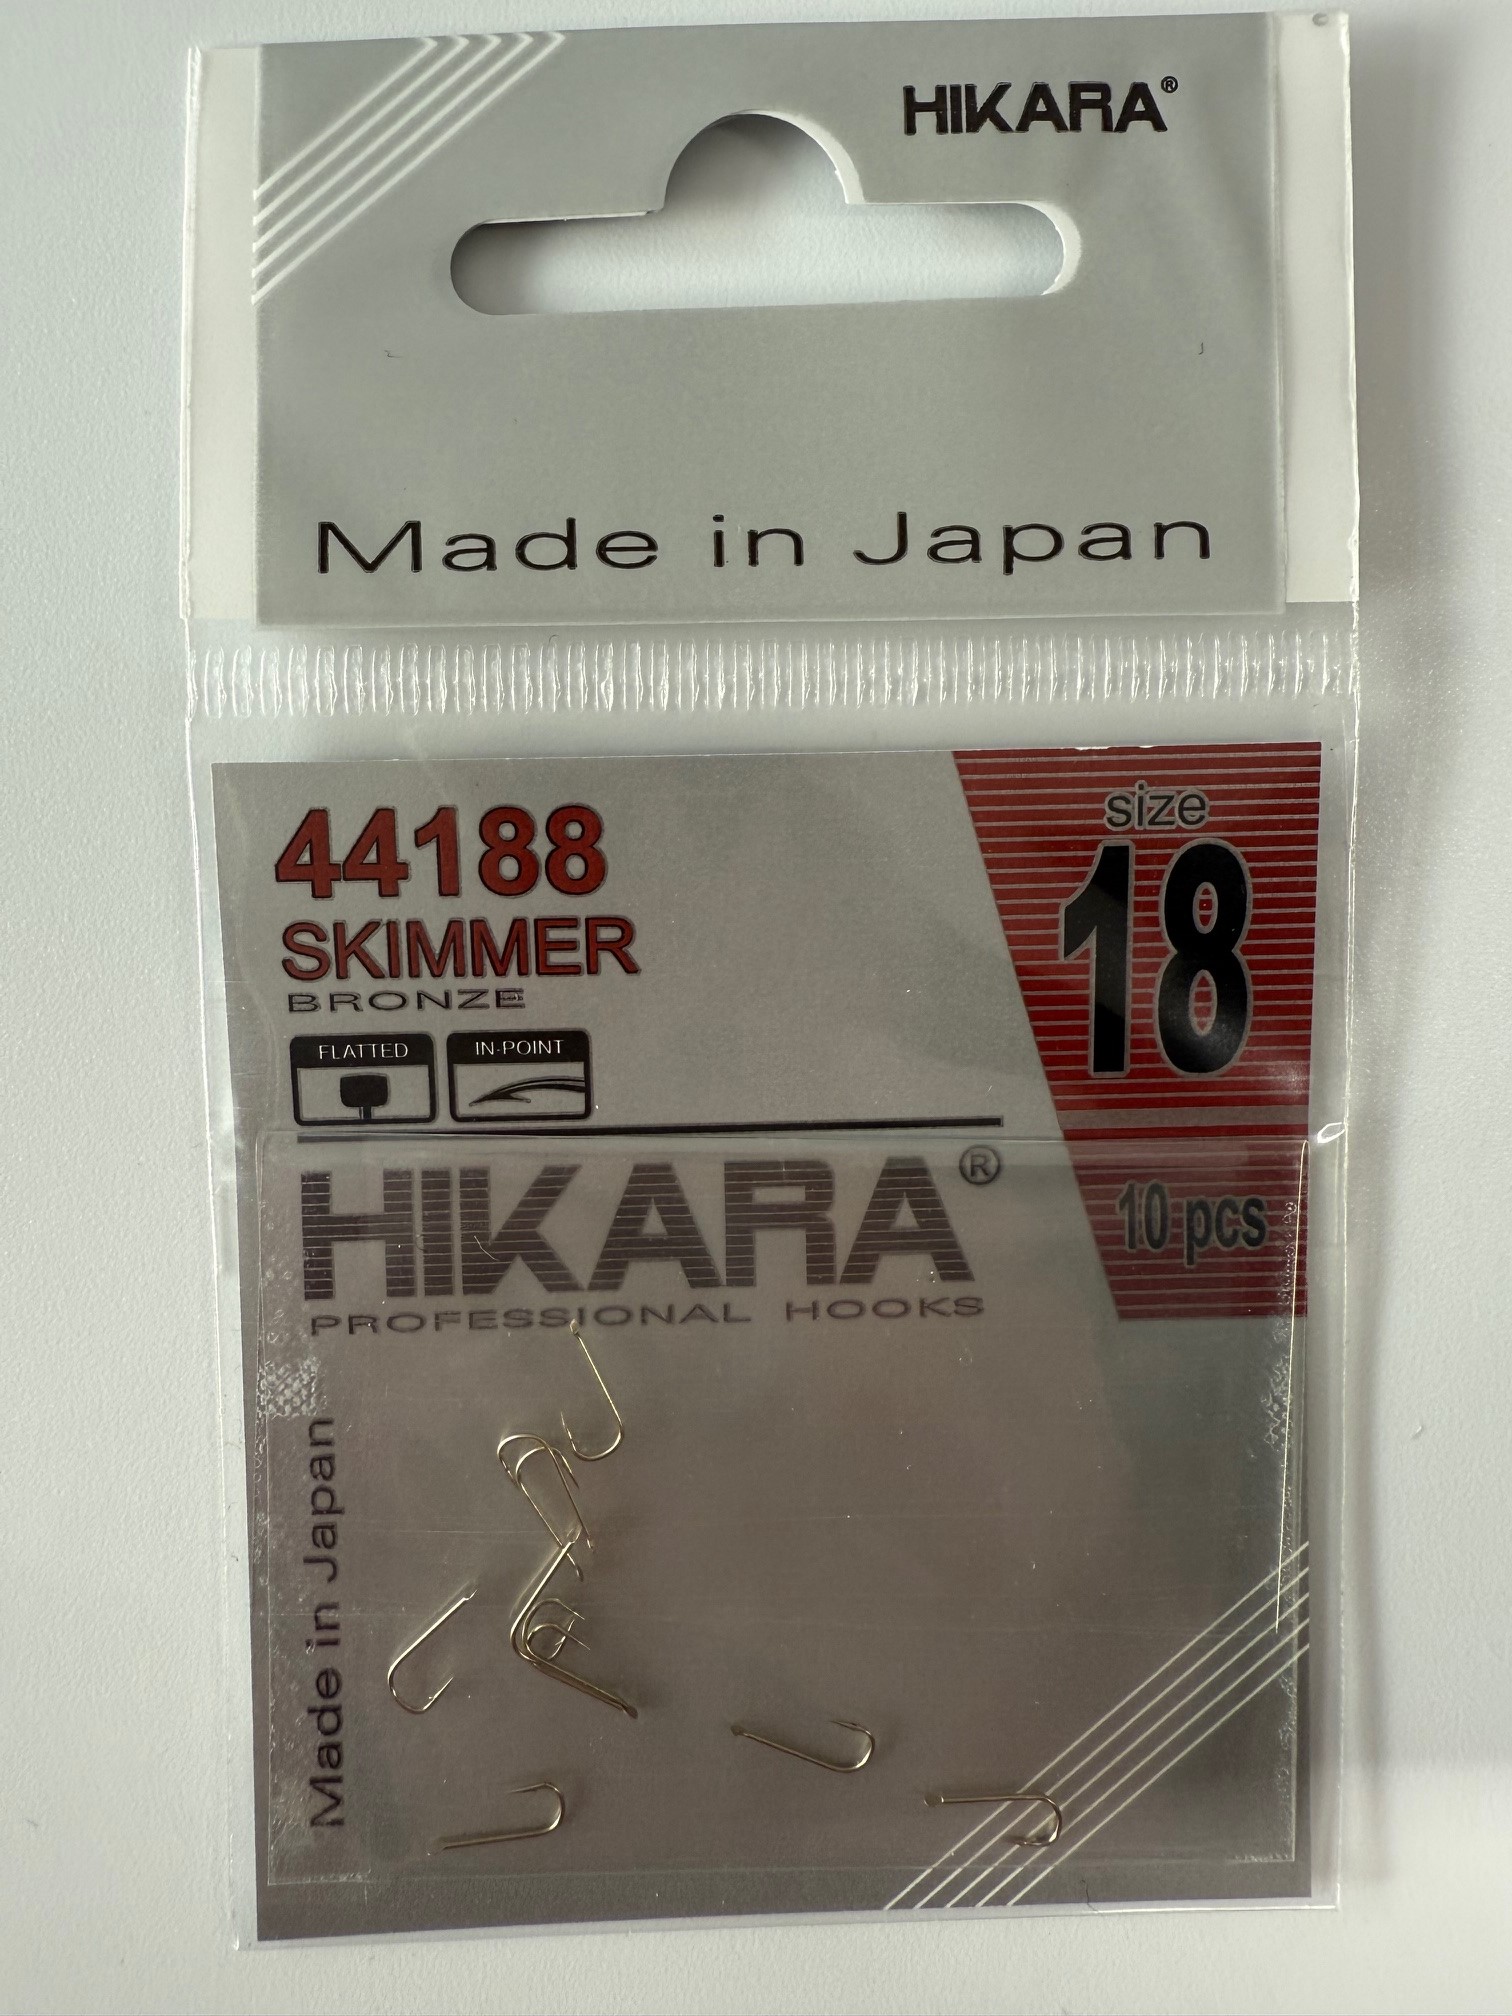 HIKARA®
Made in Japan
44188
SKIMMER
BRONZE
FLATTED
IN-POINT
size
18
10 pcs
HIKARA®
PROFESSIONAL HOOKS
Made in Japan